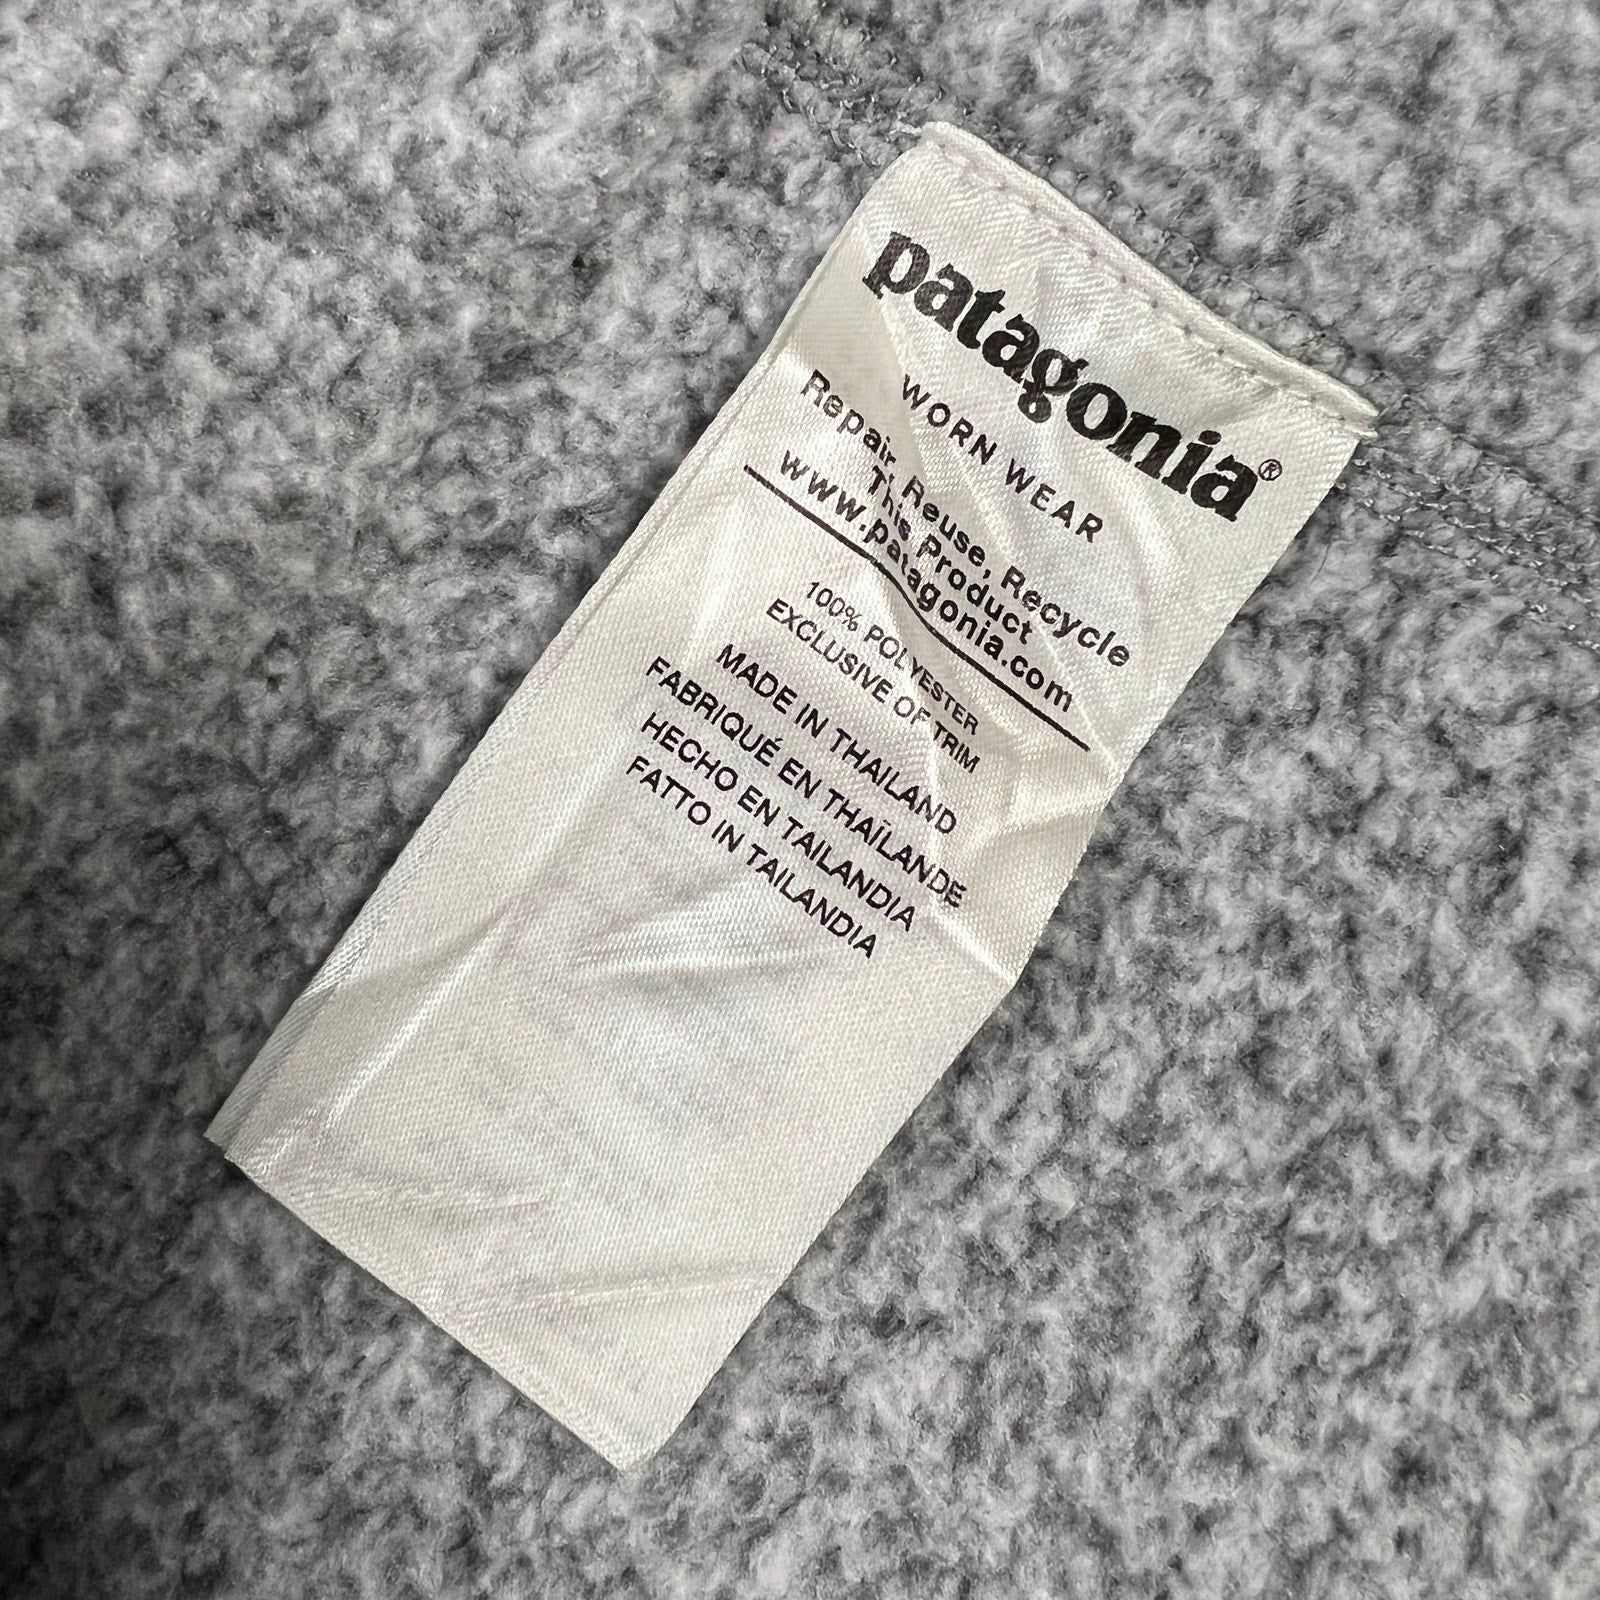 patagonia®
WORN WEAR
Repair, Reuse, Recycle
This Product
www.patagonia.com
100% POLYESTER
EXCLUSIVE OF TRIM
MADE IN THAILAND
FABRIQUÉ EN THAÏLANDE
HECHO EN TAILANDIA
FATTO IN TAILANDIA